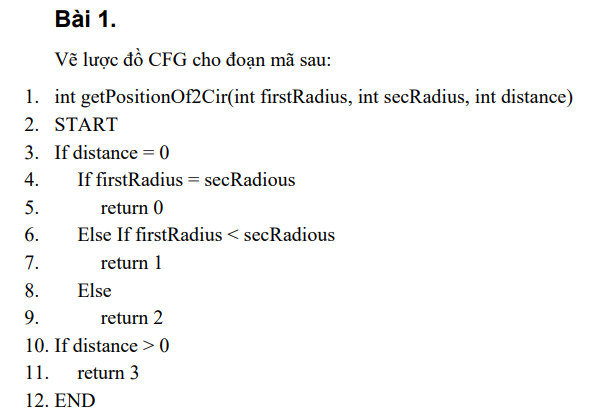 Bài 1.
Vẽ lược đồ CFG cho đoạn mã sau:
1. int getPositionOf2Cir(int firstRadius, int secRadius, int distance)
2. START
3. If distance = 0
4. If firstRadius = secRadious
5. return 0
6. Else If firstRadius < secRadious
7. return 1
8. Else
9. return 2
10. If distance > 0
11. return 3
12. END